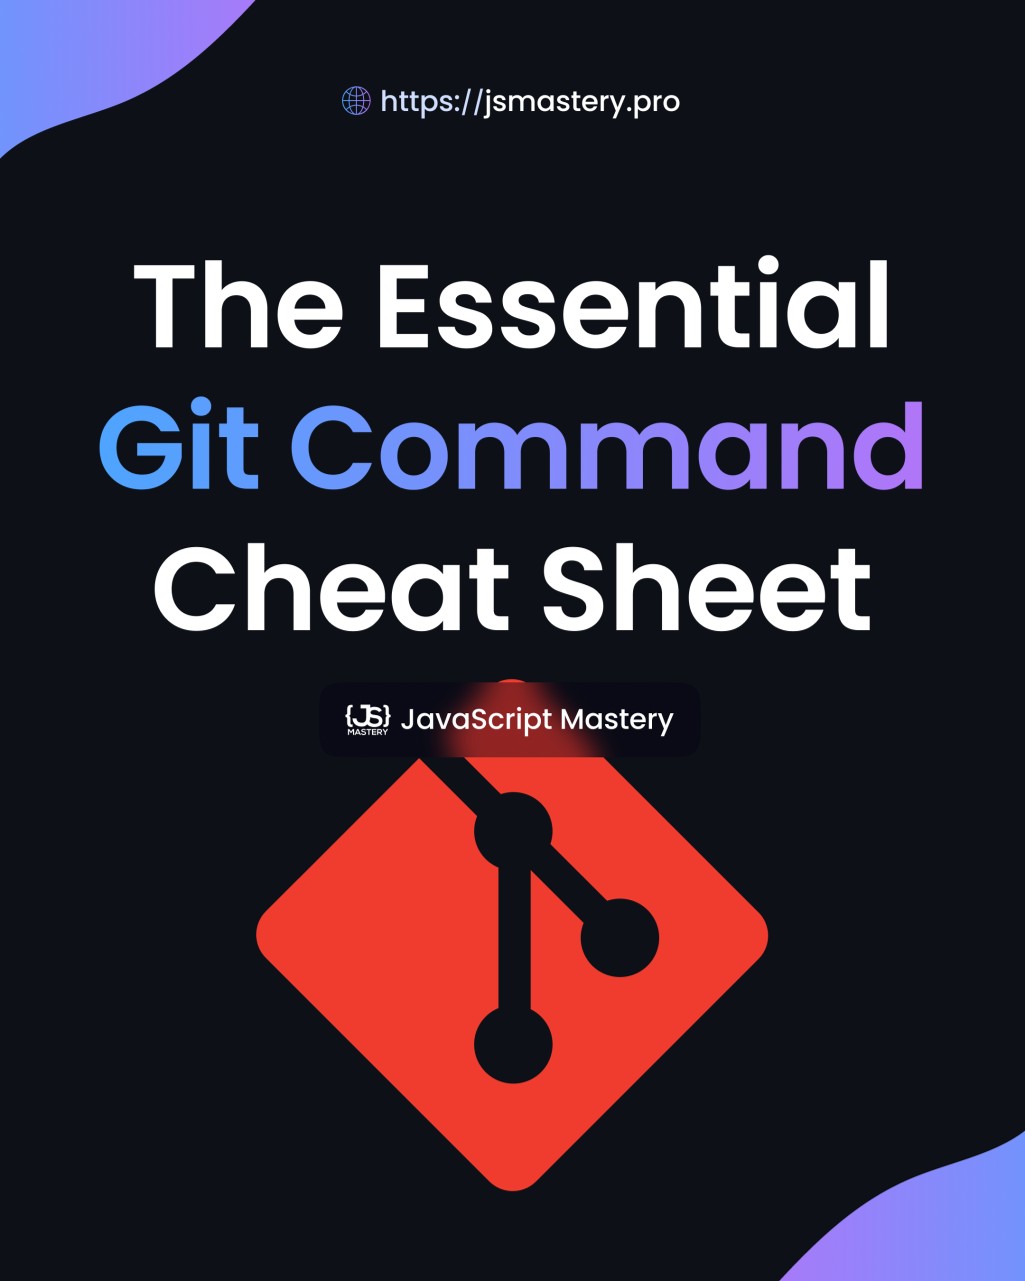 https://jsmastery.pro
The Essential
Git Command
Cheat Sheet
{JS} JavaScript Mastery
MASTERY